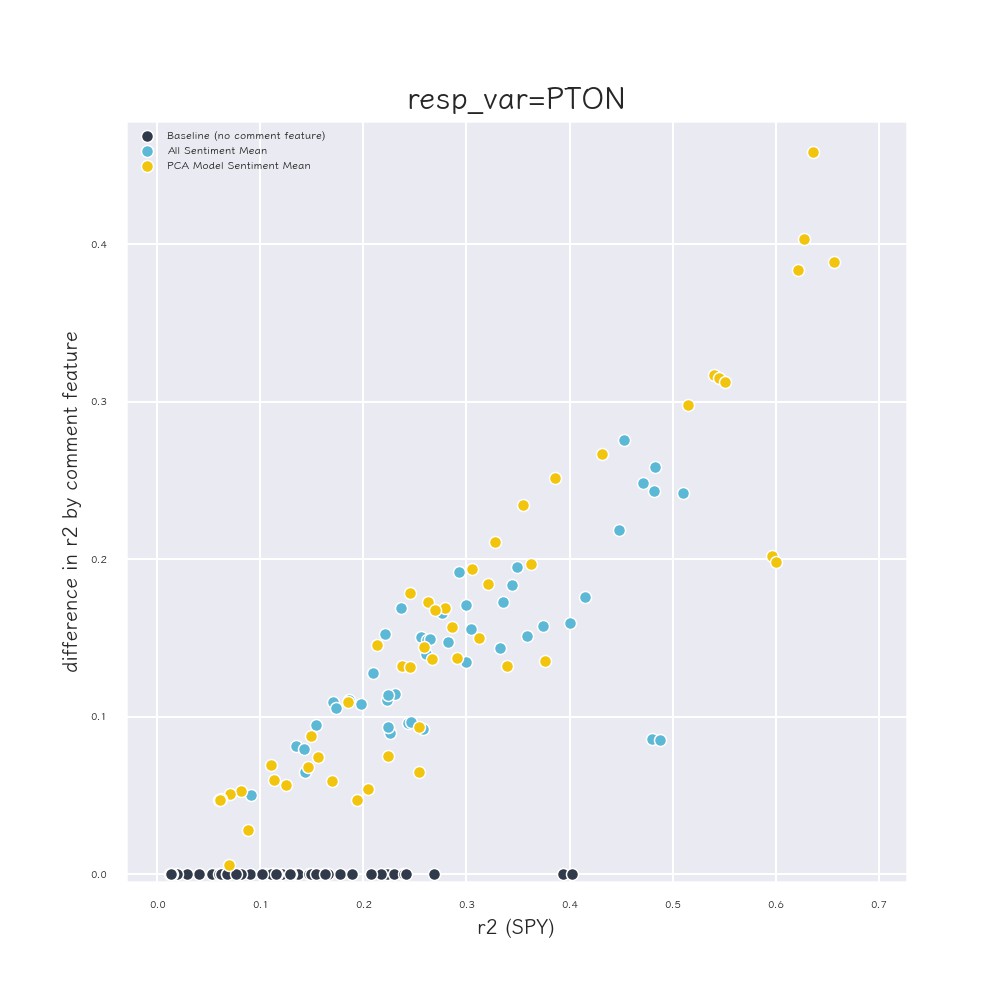 resp_var=PTON
Baseline (no comment feature)
All Sentiment Mean
PCA Model Sentiment Mean
difference in r2 by comment feature
0.4
0.3
0.2
0.1
0.0
0.0 0.1 0.2 0.3 0.4 0.5 0.6 0.7
r2 (SPY)